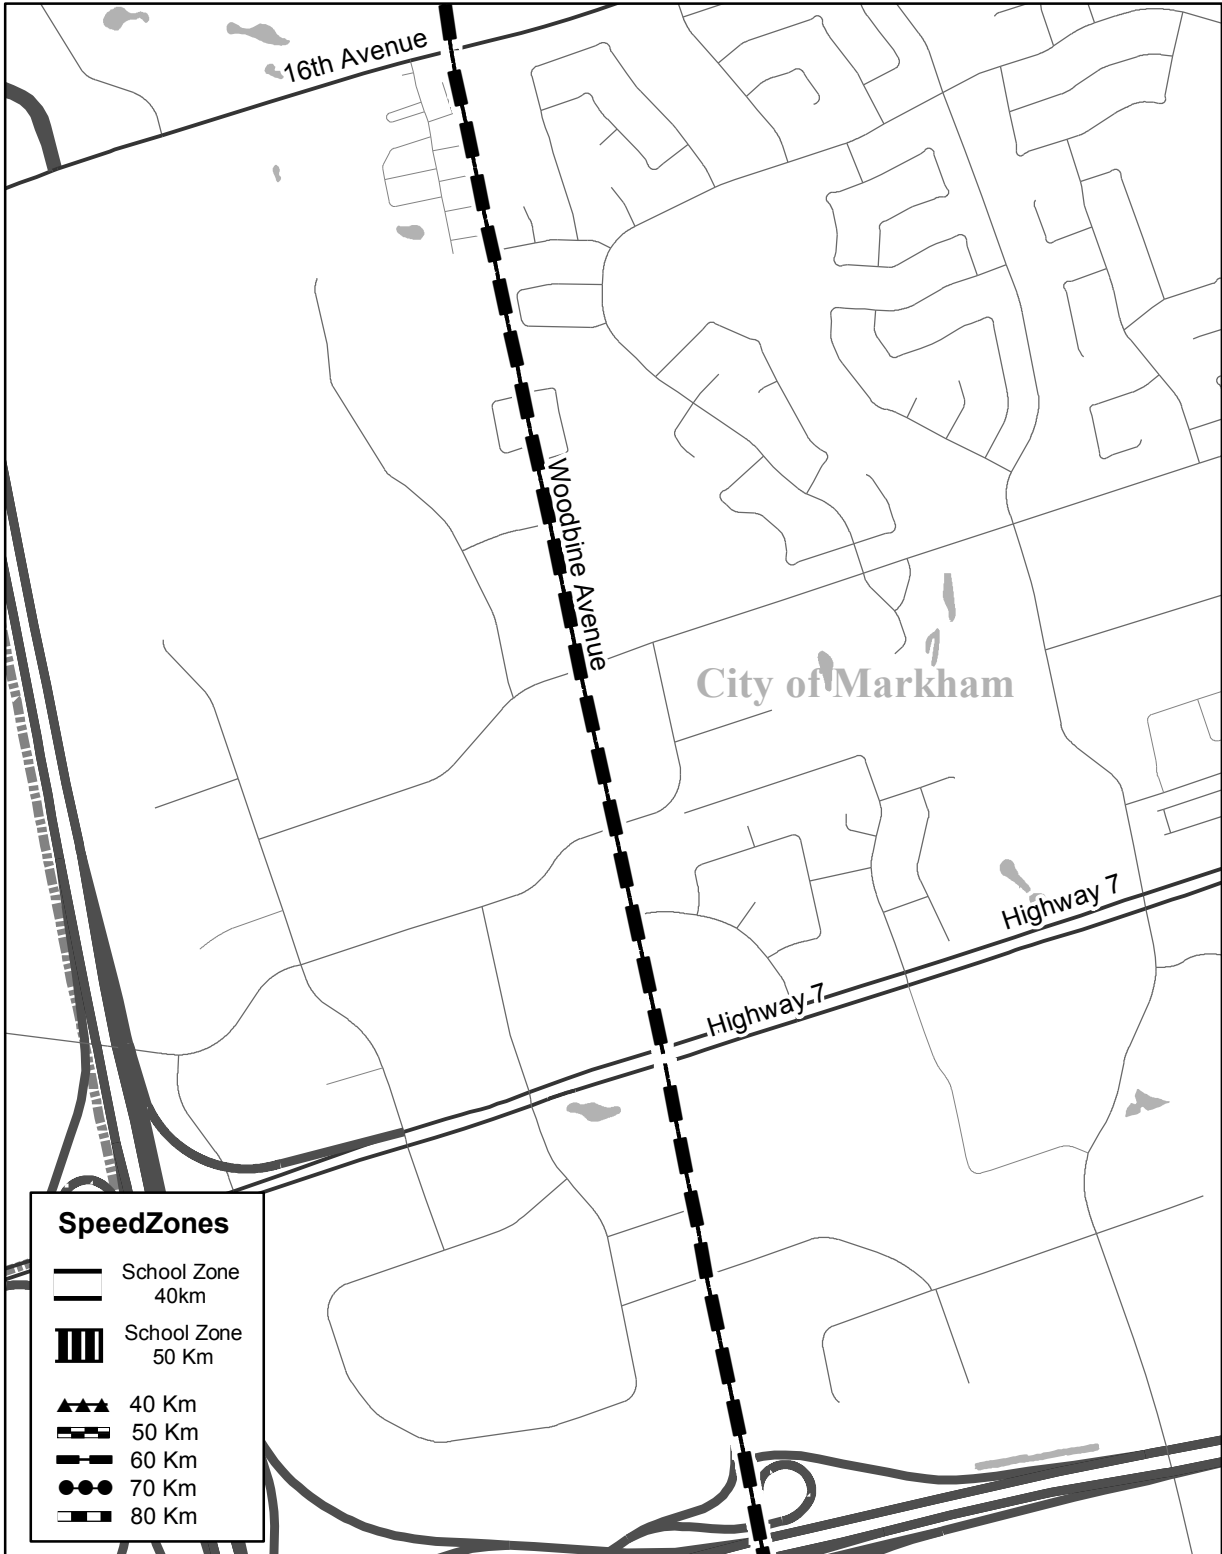 16th Avenue
Woodbine Avenue
City of Markham
Highway 7
Highway 7
SpeedZones
School Zone
40km
School Zone
50 Km
40 Km
50 Km
60 Km
70 Km
80 Km